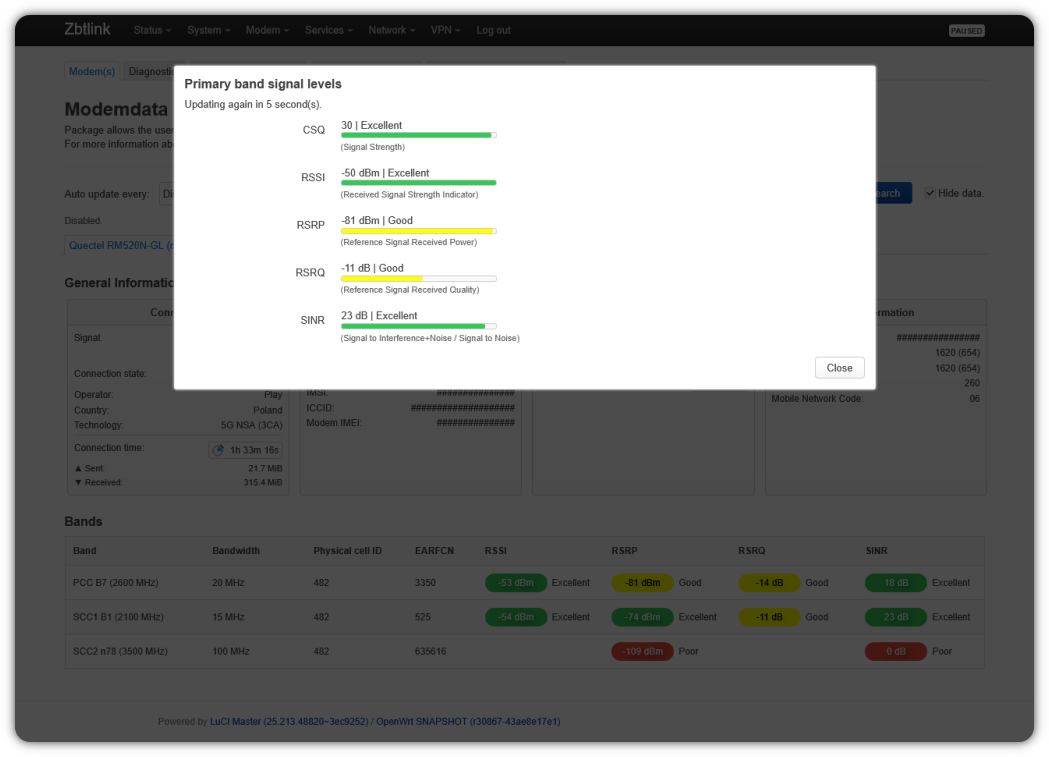 Zbtlink Status System Modem Services Network VPN Log out PAUSED
Modem(s) Diagnostic
Modemdata
Package allows the user
For more Information ab
Primary band signal levels
Updating again in 5 second(s).
CSQ 30 | Excellent
(Signal Strength)
RSSI -50 dBm | Excellent
(Received Signal Strength Indicator)
RSRP -81 dBm | Good
(Reference Signal Received Power)
RSRQ -11 dB | Good
(Reference Signal Received Quality)
SINR 23 dB | Excellent
(Signal to Interference+Noise / Signal to Noise)
Close
Auto update every: Di earch Hide data.
Disabled.
Quectel RM520N-GL (
General Informatio
Conn rmation
Signal: ################
1620 (654)
Connection state: 1620 (654)
260
Operator: Play IMSI: ############### Mobile Network Code: 06
Country: Poland ICCID: ####################
Technology: 5G NSA (3CA) Modem IMEI: ###############
Connection time: 1h 33m 16s
▲ Sent: 21.7 MiB
▼ Received: 315.4 MiB
Bands
Band Bandwidth Physical cell ID EARFCN RSSI RSRP RSRQ SINR
PCC B7 (2600 MHz) 20 MHz 482 3350 -53 dBm Excellent -81 dBm Good -14 dB Good 18 dB Excellent
SCC1 B1 (2100 MHz) 15 MHz 482 525 -54 dBm Excellent -74 dBm Excellent -11 dB Good 23 dB Excellent
SCC2 n78 (3500 MHz) 100 MHz 482 635616 -109 dBm Poor 0 dB Poor
Powered by LuCI Master (25.213.48820~3ec9252) / OpenWrt SNAPSHOT (r30867-43ae8e17e1)